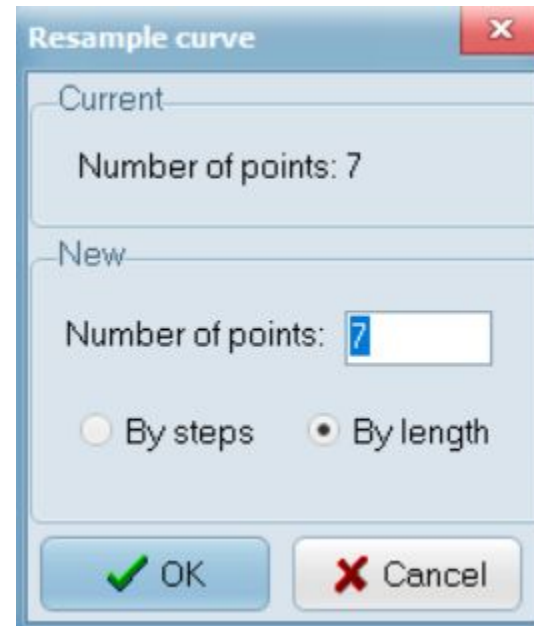 Resample curve
Current
Number of points: 7
New
Number of points: 7
By steps By length
OK Cancel